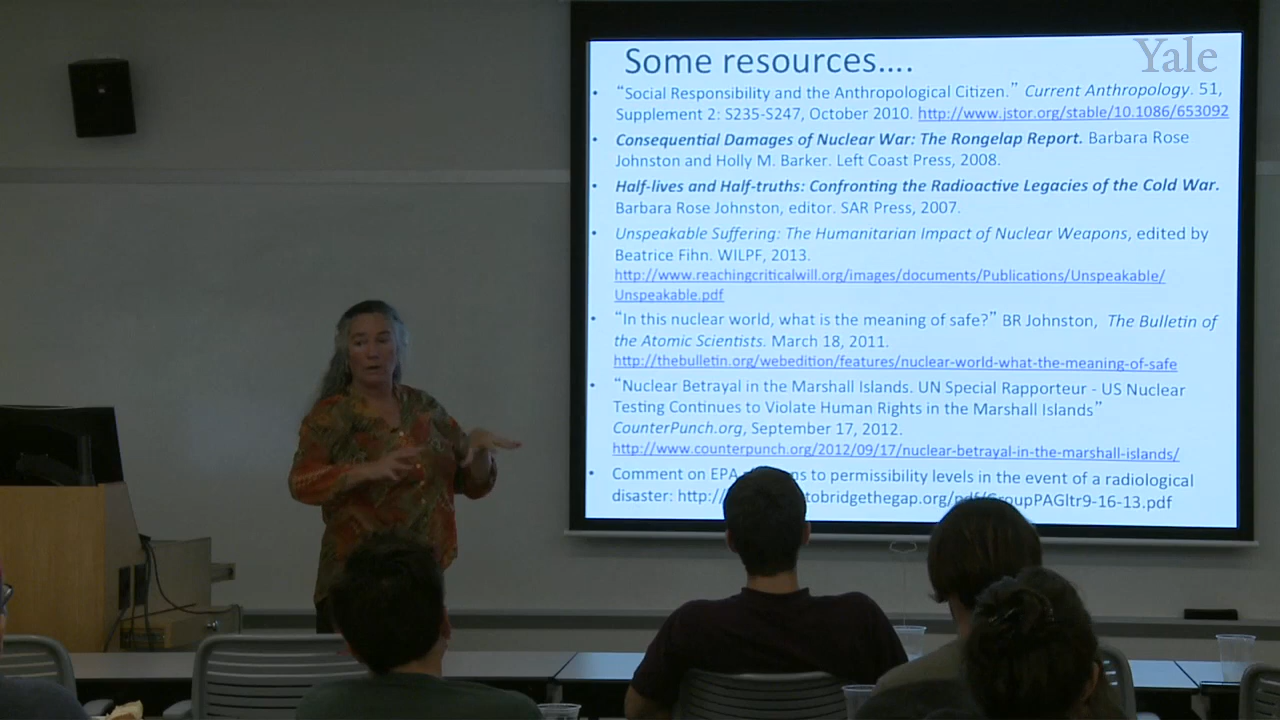 Yale
Some resources....
• “Social Responsibility and the Anthropological Citizen.” Current Anthropology. 51,
Supplement 2: S235-S247, October 2010. http://www.jstor.org/stable/10.1086/653092
• Consequential Damages of Nuclear War: The Rongelap Report. Barbara Rose
Johnston and Holly M. Barker. Left Coast Press, 2008.
• Half-lives and Half-truths: Confronting the Radioactive Legacies of the Cold War.
Barbara Rose Johnston, editor. SAR Press, 2007.
• Unspeakable Suffering: The Humanitarian Impact of Nuclear Weapons, edited by
Beatrice Fihn. WILPF, 2013.
http://www.reachingcriticalwill.org/images/documents/Publications/Unspeakable/
Unspeakable.pdf
• “In this nuclear world, what is the meaning of safe?” BR Johnston, The Bulletin of
the Atomic Scientists. March 18, 2011.
http://thebulletin.org/webedition/features/nuclear-world-what-the-meaning-of-safe
• “Nuclear Betrayal in the Marshall Islands. UN Special Rapporteur - US Nuclear
Testing Continues to Violate Human Rights in the Marshall Islands”
CounterPunch.org, September 17, 2012.
http://www.counterpunch.org/2012/09/17/nuclear-betrayal-in-the-marshall-islands/
• Comment on EPA to permissibility levels in the event of a radiological
disaster: http:// tobridgethegap.org/pdf/GroupPAGltr9-16-13.pdf